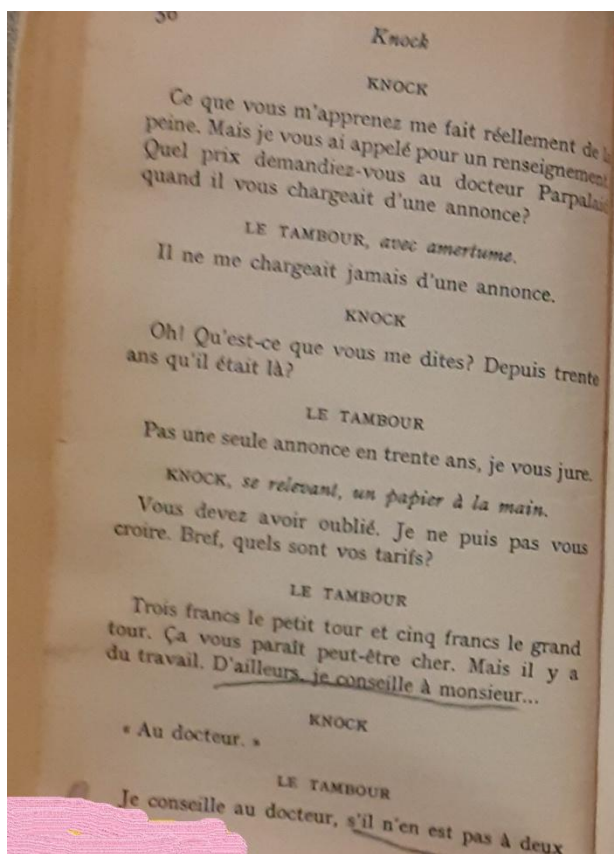 30
Knock
KNOCK
Ce que vous m'apprenez me fait réellement de la
peine. Mais je vous ai appelé pour un renseignement.
Quel prix demandiez-vous au docteur Parpalaid
quand il vous chargeait d'une annonce?
LE TAMBOUR, avec amertume.
Il ne me chargeait jamais d'une annonce.
KNOCK
Oh! Qu'est-ce que vous me dites? Depuis trente
ans qu'il était là?
LE TAMBOUR
Pas une seule annonce en trente ans, je vous jure.
KNOCK, se relevant, un papier à la main.
Vous devez avoir oublié. Je ne puis pas vous
croire. Bref, quels sont vos tarifs?
LE TAMBOUR
Trois francs le petit tour et cinq francs le grand
tour. Ça vous paraît peut-être cher. Mais il y a
du travail. D'ailleurs, je conseille à monsieur...
KNOCK
« Au docteur. »
LE TAMBOUR
Je conseille au docteur, s'il n'en est pas à deux